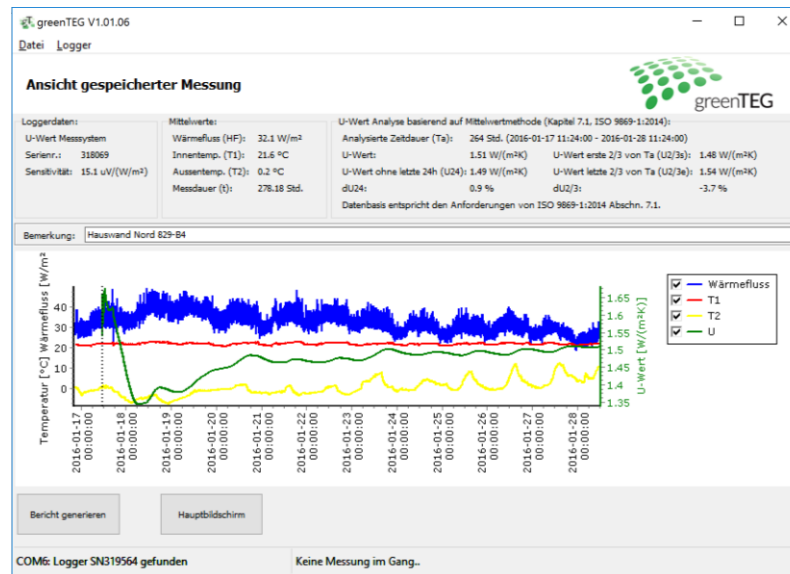 greenTEG V1.01.06
Datei Logger
Ansicht gespeicherter Messung
greenTEG
Loggerdaten:
U-Wert Messsystem
Serienr.: 318069
Sensitivität: 15.1 uV/(W/m²)
Mittelwerte:
Wärmefluss (HF): 32.1 W/m²
Innentemp. (T1): 21.6 °C
Aussentemp. (T2): 0.2 °C
Messdauer (t): 278.18 Std.
U-Wert Analyse basierend auf Mittelwertmethode (Kapitel 7.1, ISO 9869-1:2014):
Analysierte Zeitdauer (Ta): 264 Std. (2016-01-17 11:24:00 - 2016-01-28 11:24:00)
U-Wert: 1.51 W/(m²K) U-Wert erste 2/3 von Ta (U2/3s): 1.48 W/(m²K)
U-Wert ohne letzte 24h (U24): 1.49 W/(m²K) U-Wert letzte 2/3 von Ta (U2/3e): 1.54 W/(m²K)
dU24: 0.9 % dU2/3: -3.7 %
Datenbasis entspricht den Anforderungen von ISO 9869-1:2014 Abschn. 7.1.
Bemerkung: Hauswand Nord 829-B4
Temperatur [°C] Wärmefluss [W/m²
40
30
20
10
0
1.65
1.60
1.55
1.50
1.45
1.40
1.35
U-Wert [W/(m²K)]
2016-01-17 00:00:00
2016-01-18 00:00:00
2016-01-19 00:00:00
2016-01-20 00:00:00
2016-01-21 00:00:00
2016-01-22 00:00:00
2016-01-23 00:00:00
2016-01-24 00:00:00
2016-01-25 00:00:00
2016-01-26 00:00:00
2016-01-27 00:00:00
2016-01-28 00:00:00
Wärmefluss
T1
T2
U
Bericht generieren
Hauptbildschirm
COM6: Logger SN319564 gefunden
Keine Messung im Gang..